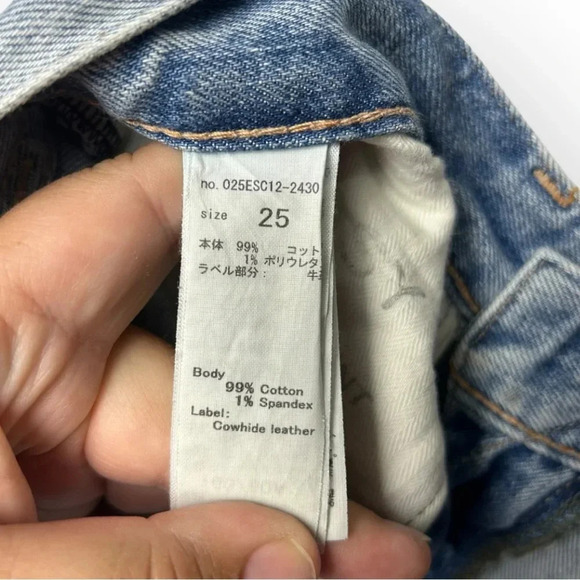 no. 025ESC12-2430
size 25
本体 99% コット
1% ポリウレタ
ラベル部分: 牛
Body
99% Cotton
1% Spandex
Label:
Cowhide leather